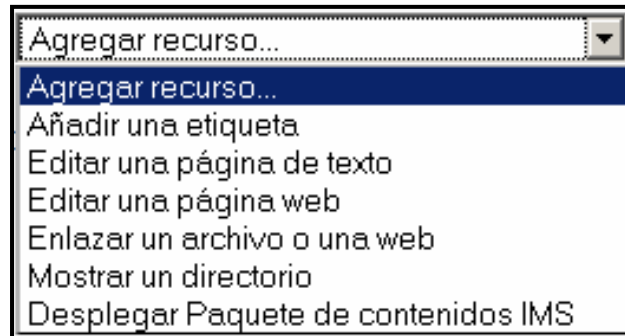 Agregar recurso...
Agregar recurso...
Añadir una etiqueta
Editar una página de texto
Editar una página web
Enlazar un archivo o una web
Mostrar un directorio
Desplegar Paquete de contenidos IMS